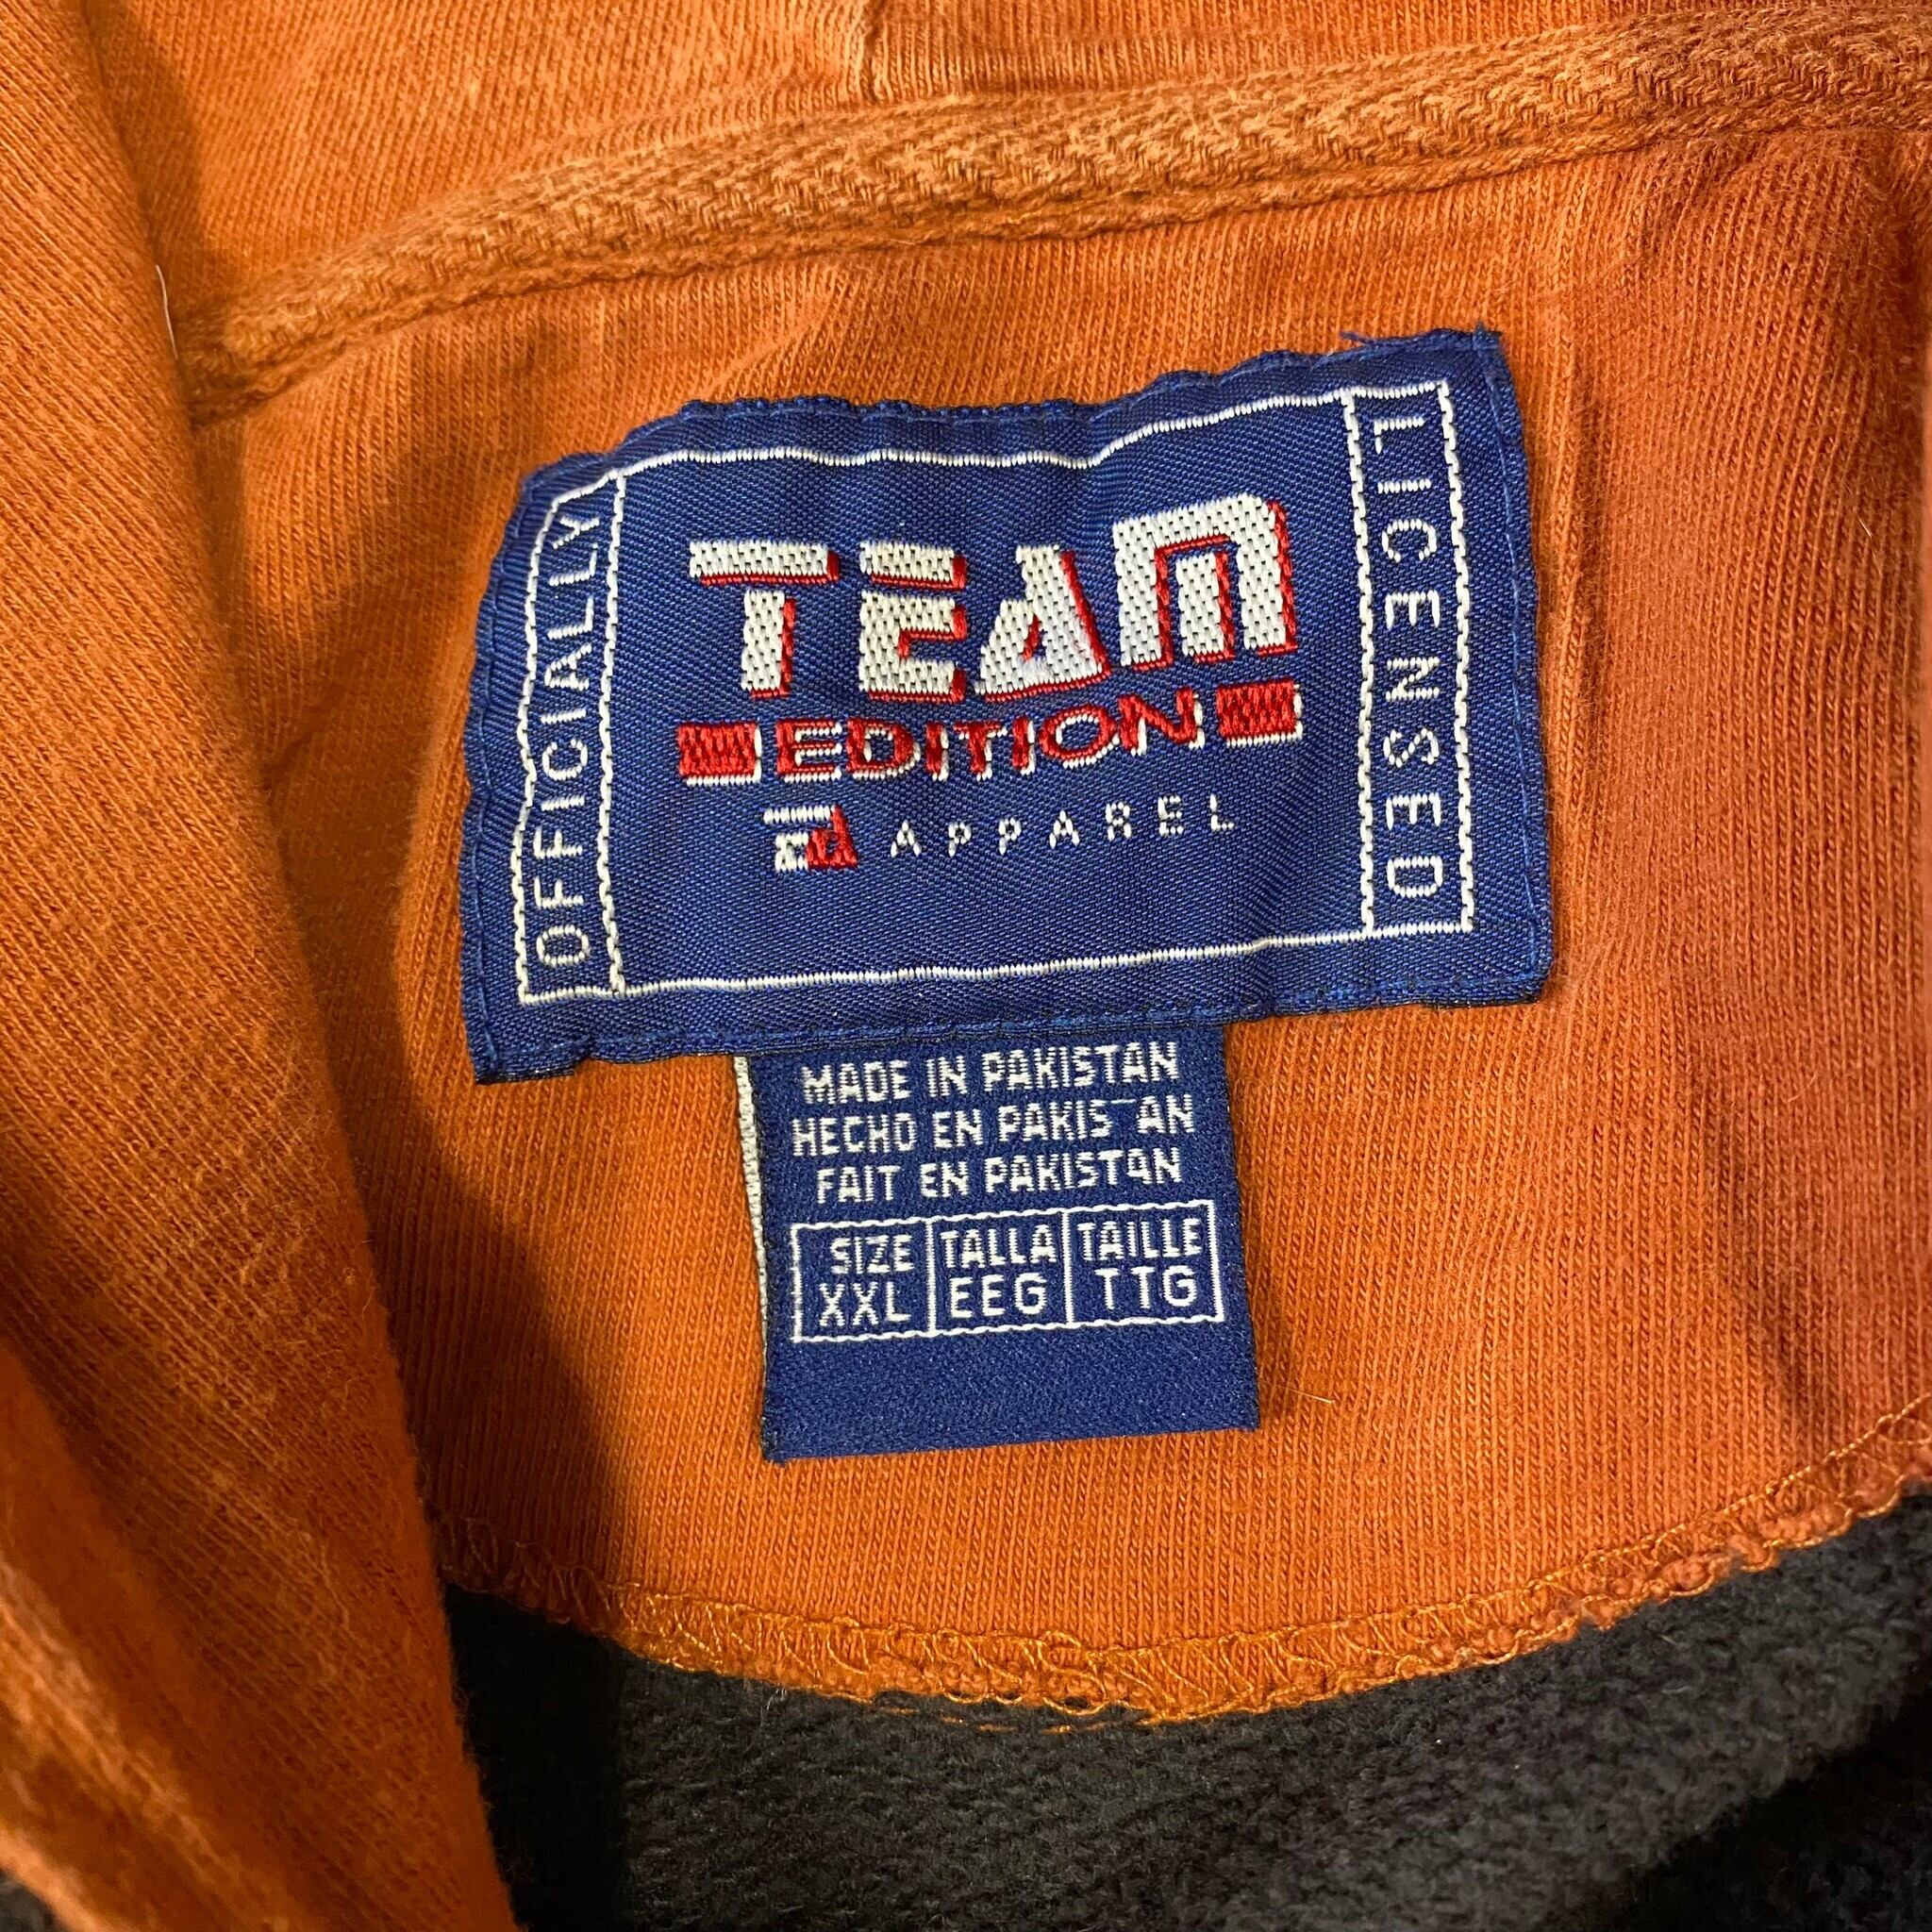 OFFICIALLY
TEAM
EDITION
APPAREL
LICENSED
MADE IN PAKISTAN
HECHO EN PAKISTAN
FAIT EN PAKISTAN
SIZE TALLA TAILLE
XXL EEG TTG